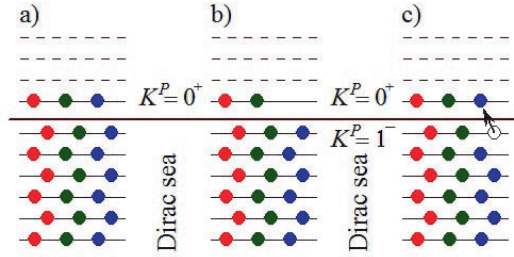 a)
b)
c)
K^P=0^+
K^P=0^+
K^P=1^-
Dirac sea
Dirac sea